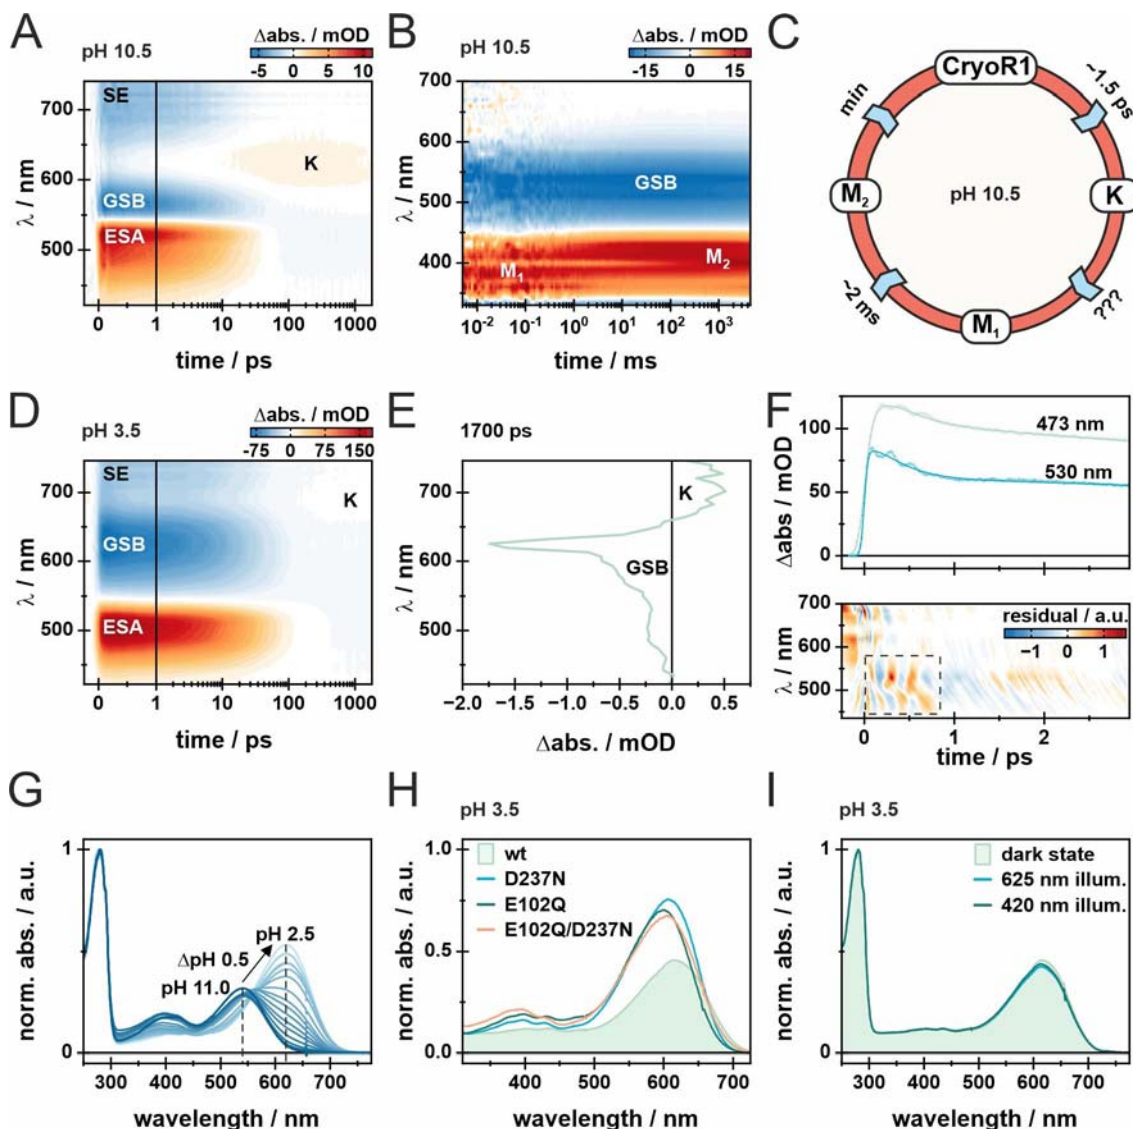 A
pH 10.5
Δabs. / mOD
-5 0 5 10
SE
K
GSB
ESA
700
600
500
λ / nm
0 1 10 100 1000
time / ps
B
pH 10.5
Δabs. / mOD
-15 0 15
GSB
M1
M2
700
600
500
400
λ / nm
10-2 10-1 100 101 102 103
time / ms
C
CryoR1
~1.5 ps
K
???
M1
~2 ms
M2
min
pH 10.5
D
pH 3.5
Δabs. / mOD
-75 0 75 150
SE
K
GSB
ESA
700
600
500
λ / nm
0 1 10 100 1000
time / ps
E
1700 ps
K
GSB
700
600
500
λ / nm
−2.0 −1.5 −1.0 −0.5 0.0 0.5
Δabs. / mOD
F
473 nm
530 nm
100
50
0
Δabs / mOD
residual / a.u.
-1 0 1
700
600
500
λ / nm
0 1 2
time / ps
G
pH 2.5
ΔpH 0.5
pH 11.0
1
0
norm. abs. / a.u.
300 400 500 600 700
wavelength / nm
H
pH 3.5
wt
D237N
E102Q
E102Q/D237N
1.0
0.5
0.0
norm. abs. / a.u.
400 500 600 700
wavelength / nm
I
pH 3.5
dark state
625 nm illum.
420 nm illum.
1
0
norm. abs. / a.u.
300 400 500 600 700
wavelength / nm